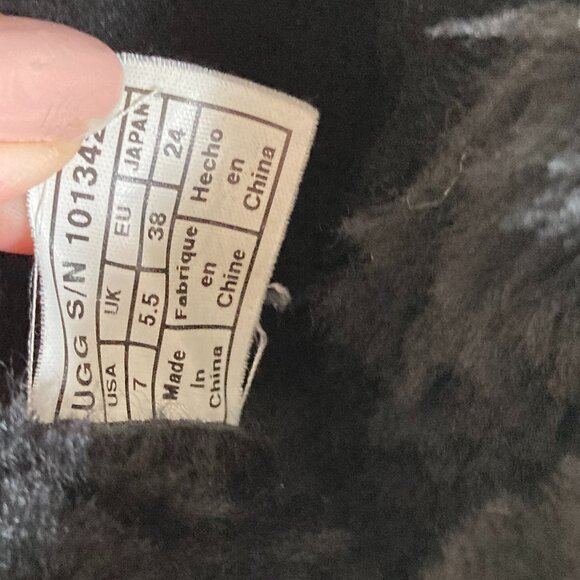 UGG S/N 101342
USA UK EU JAPAN
7 5.5 38 24
Made Fabrique Hecho
In en en
China Chine China